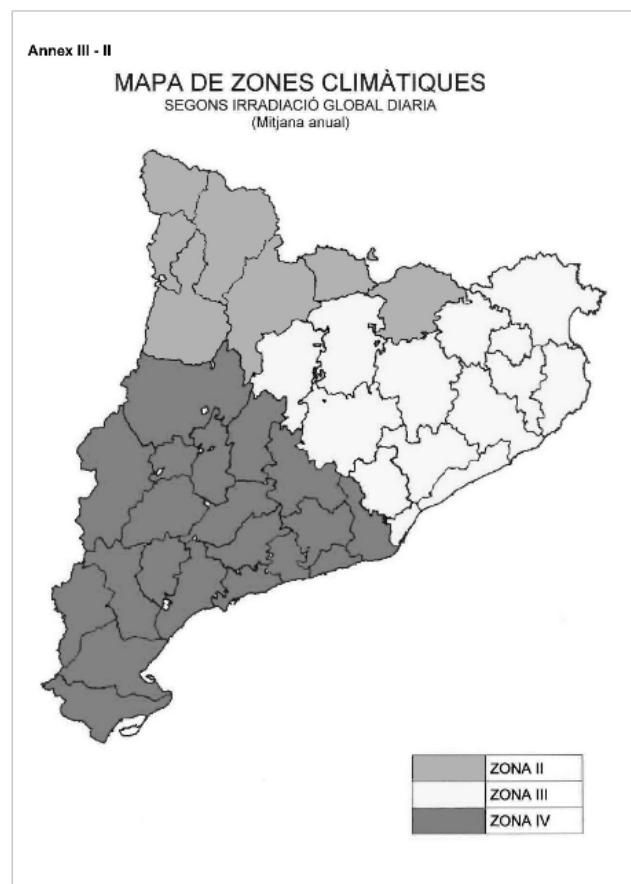 Annex III - II
MAPA DE ZONES CLIMÀTIQUES
SEGONS IRRADIACIÓ GLOBAL DIARIA
(Mitjana anual)
ZONA II
ZONA III
ZONA IV